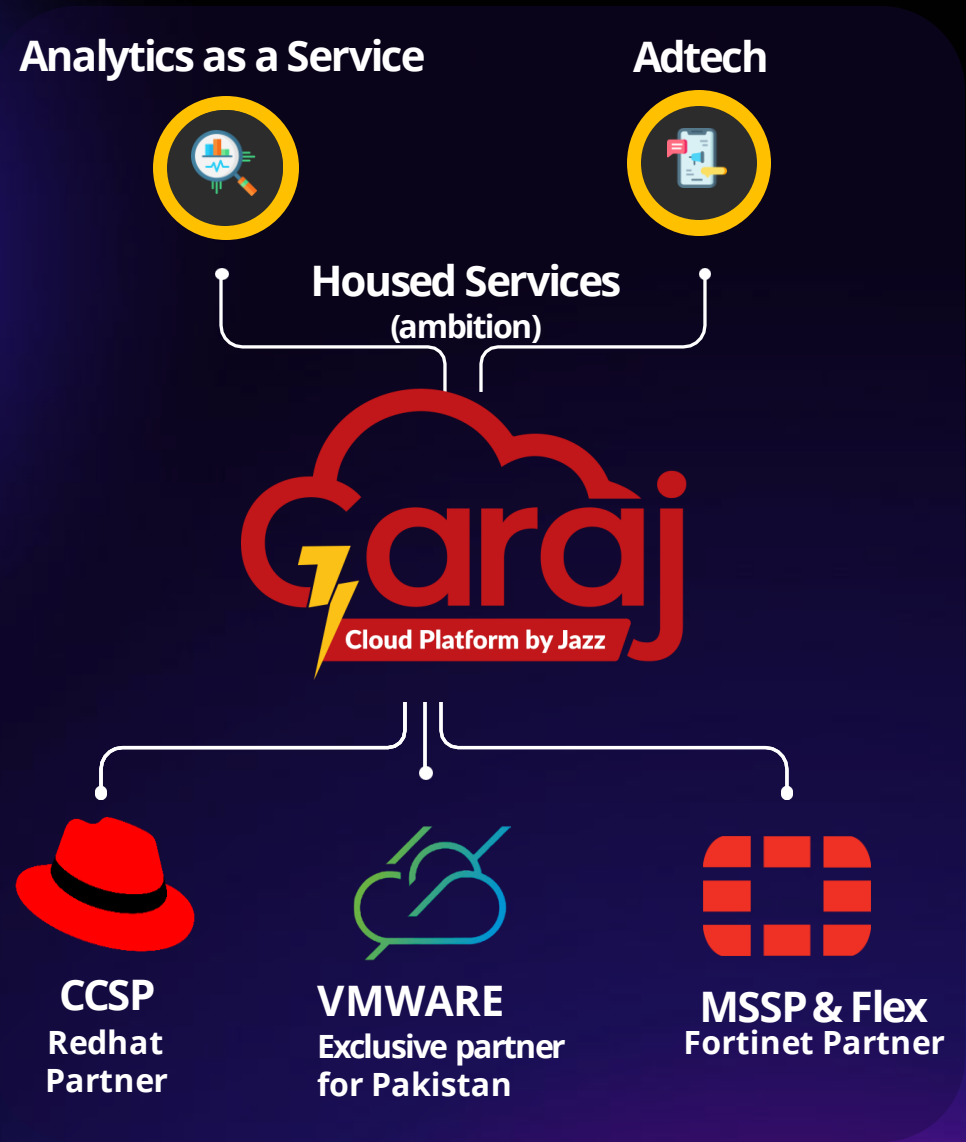 Analytics as a Service
Adtech
Housed Services
(ambition)
Garaj
Cloud Platform by Jazz
CCSP
Redhat
Partner
VMWARE
Exclusive partner
for Pakistan
MSSP & Flex
Fortinet Partner